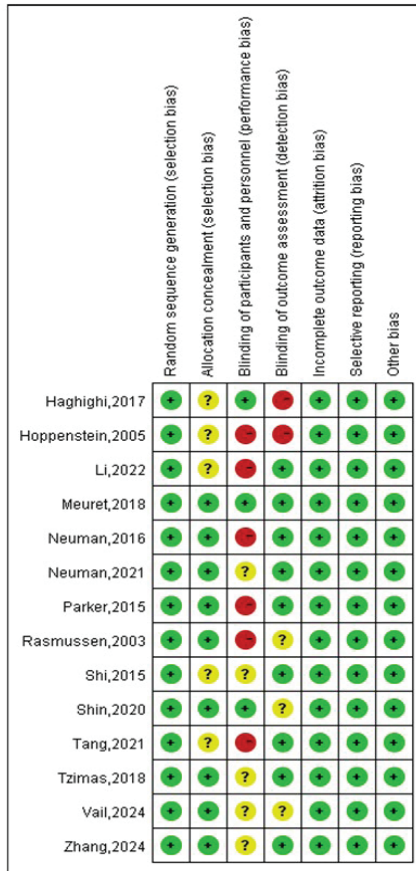 Random sequence generation (selection bias)
Allocation concealment (selection bias)
Blinding of participants and personnel (performance bias)
Blinding of outcome assessment (detection bias)
Incomplete outcome data (attrition bias)
Selective reporting (reporting bias)
Other bias
Haghighi,2017 + ? + - + + +
Hoppenstein,2005 + ? - - + + +
Li,2022 + ? - + + + +
Meuret,2018 + + + + + + +
Neuman,2016 + + - + + + +
Neuman,2021 + + ? + + + +
Parker,2015 + + - + + + +
Rasmussen,2003 + + - ? + + +
Shi,2015 + ? ? + + + +
Shin,2020 + + + ? + + +
Tang,2021 + ? - + + + +
Tzimas,2018 + + ? + + + +
Vail,2024 + + ? ? + + +
Zhang,2024 + + ? + + + +